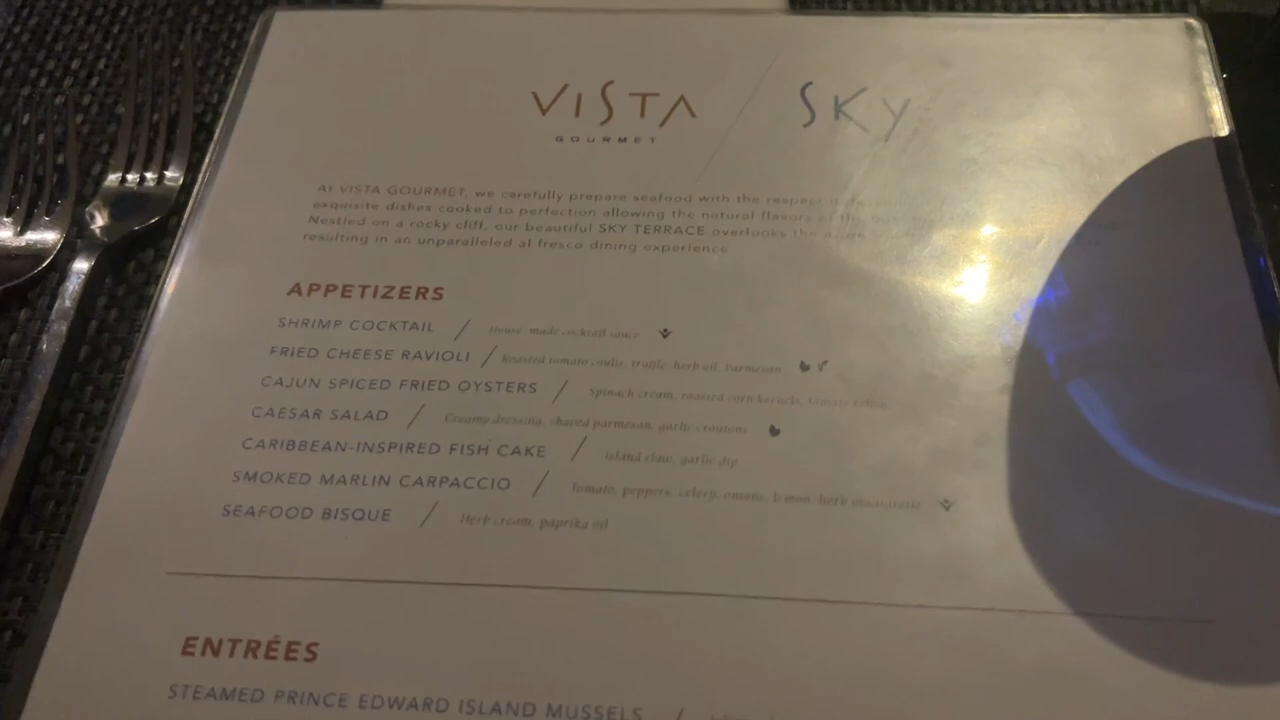 VISTA / SKY
GOURMET
At VISTA GOURMET, we carefully prepare seafood with the respect it
exquisite dishes cooked to perfection allowing the natural flavors of the
Nestled on a rocky cliff, our beautiful SKY TERRACE overlooks the
resulting in an unparalleled al fresco dining experience
APPETIZERS
SHRIMP COCKTAIL / House-made cocktail sauce
FRIED CHEESE RAVIOLI / Roasted tomato coulis, truffle-herb oil, Parmesan
CAJUN SPICED FRIED OYSTERS / Spinach cream, roasted corn kernels, tomato
CAESAR SALAD / Creamy dressing, shaved parmesan, garlic croutons
CARIBBEAN-INSPIRED FISH CAKE / Island slaw, garlic dip
SMOKED MARLIN CARPACCIO / Tomato, peppers, celery, onions, lemon-herb vinaigrette
SEAFOOD BISQUE / Herb cream, paprika oil
ENTRÉES
STEAMED PRINCE EDWARD ISLAND MUSSELS /